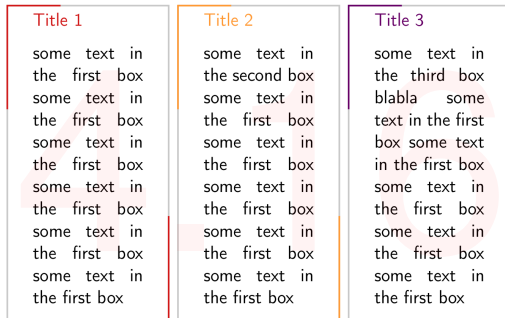 Title 1
some text in
the first box
some text in
the first box
some text in
the first box
some text in
the first box
some text in
the first box
some text in
the first box
Title 2
some text in
the second box
some text in
the first box
some text in
the first box
some text in
the first box
some text in
the first box
some text in
the first box
Title 3
some text in
the third box
blabla some
text in the first
box some text
in the first box
some text in
the first box
some text in
the first box
some text in
the first box
4.16